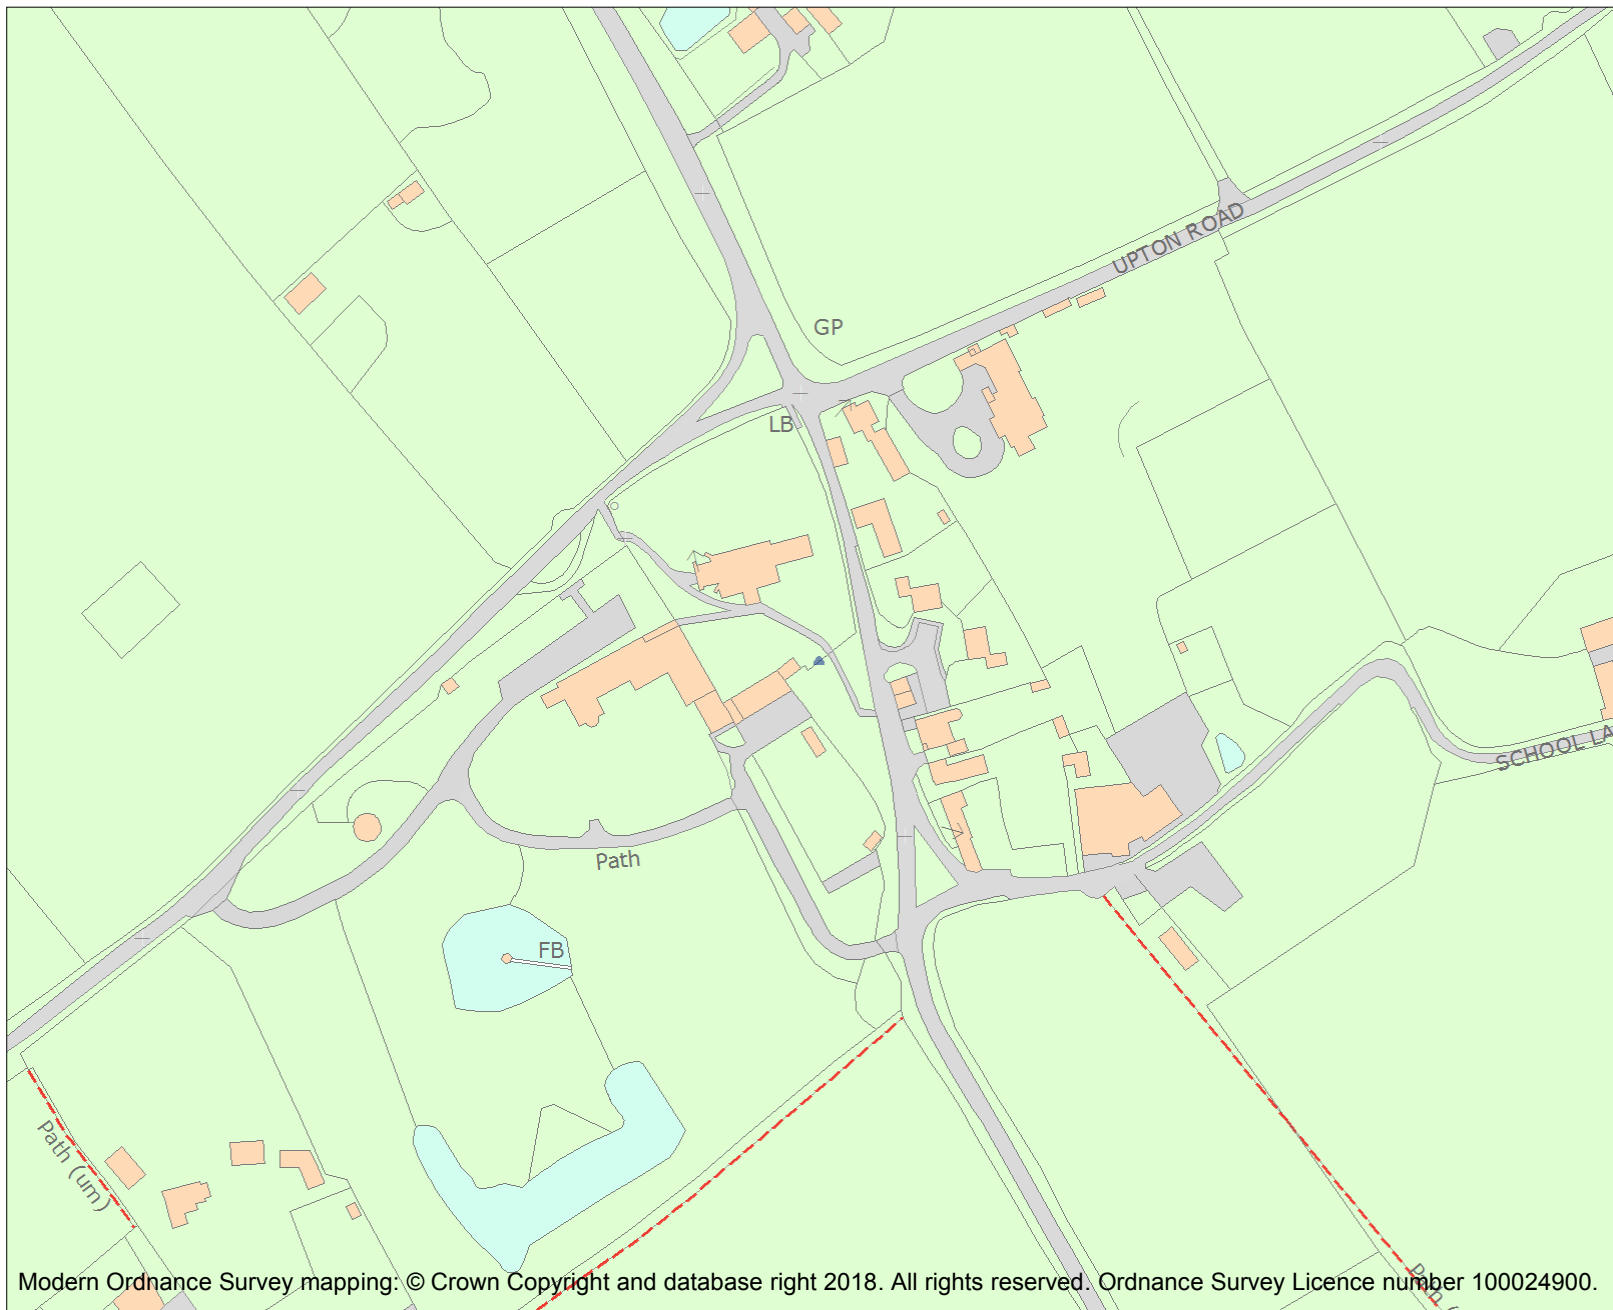 UPTON ROAD
GP
LB
SCHOOL LA
Path
FB
Path (um)
Path (
Modern Ordnance Survey mapping: © Crown Copyright and database right 2018. All rights reserved. Ordnance Survey Licence number 100024900.